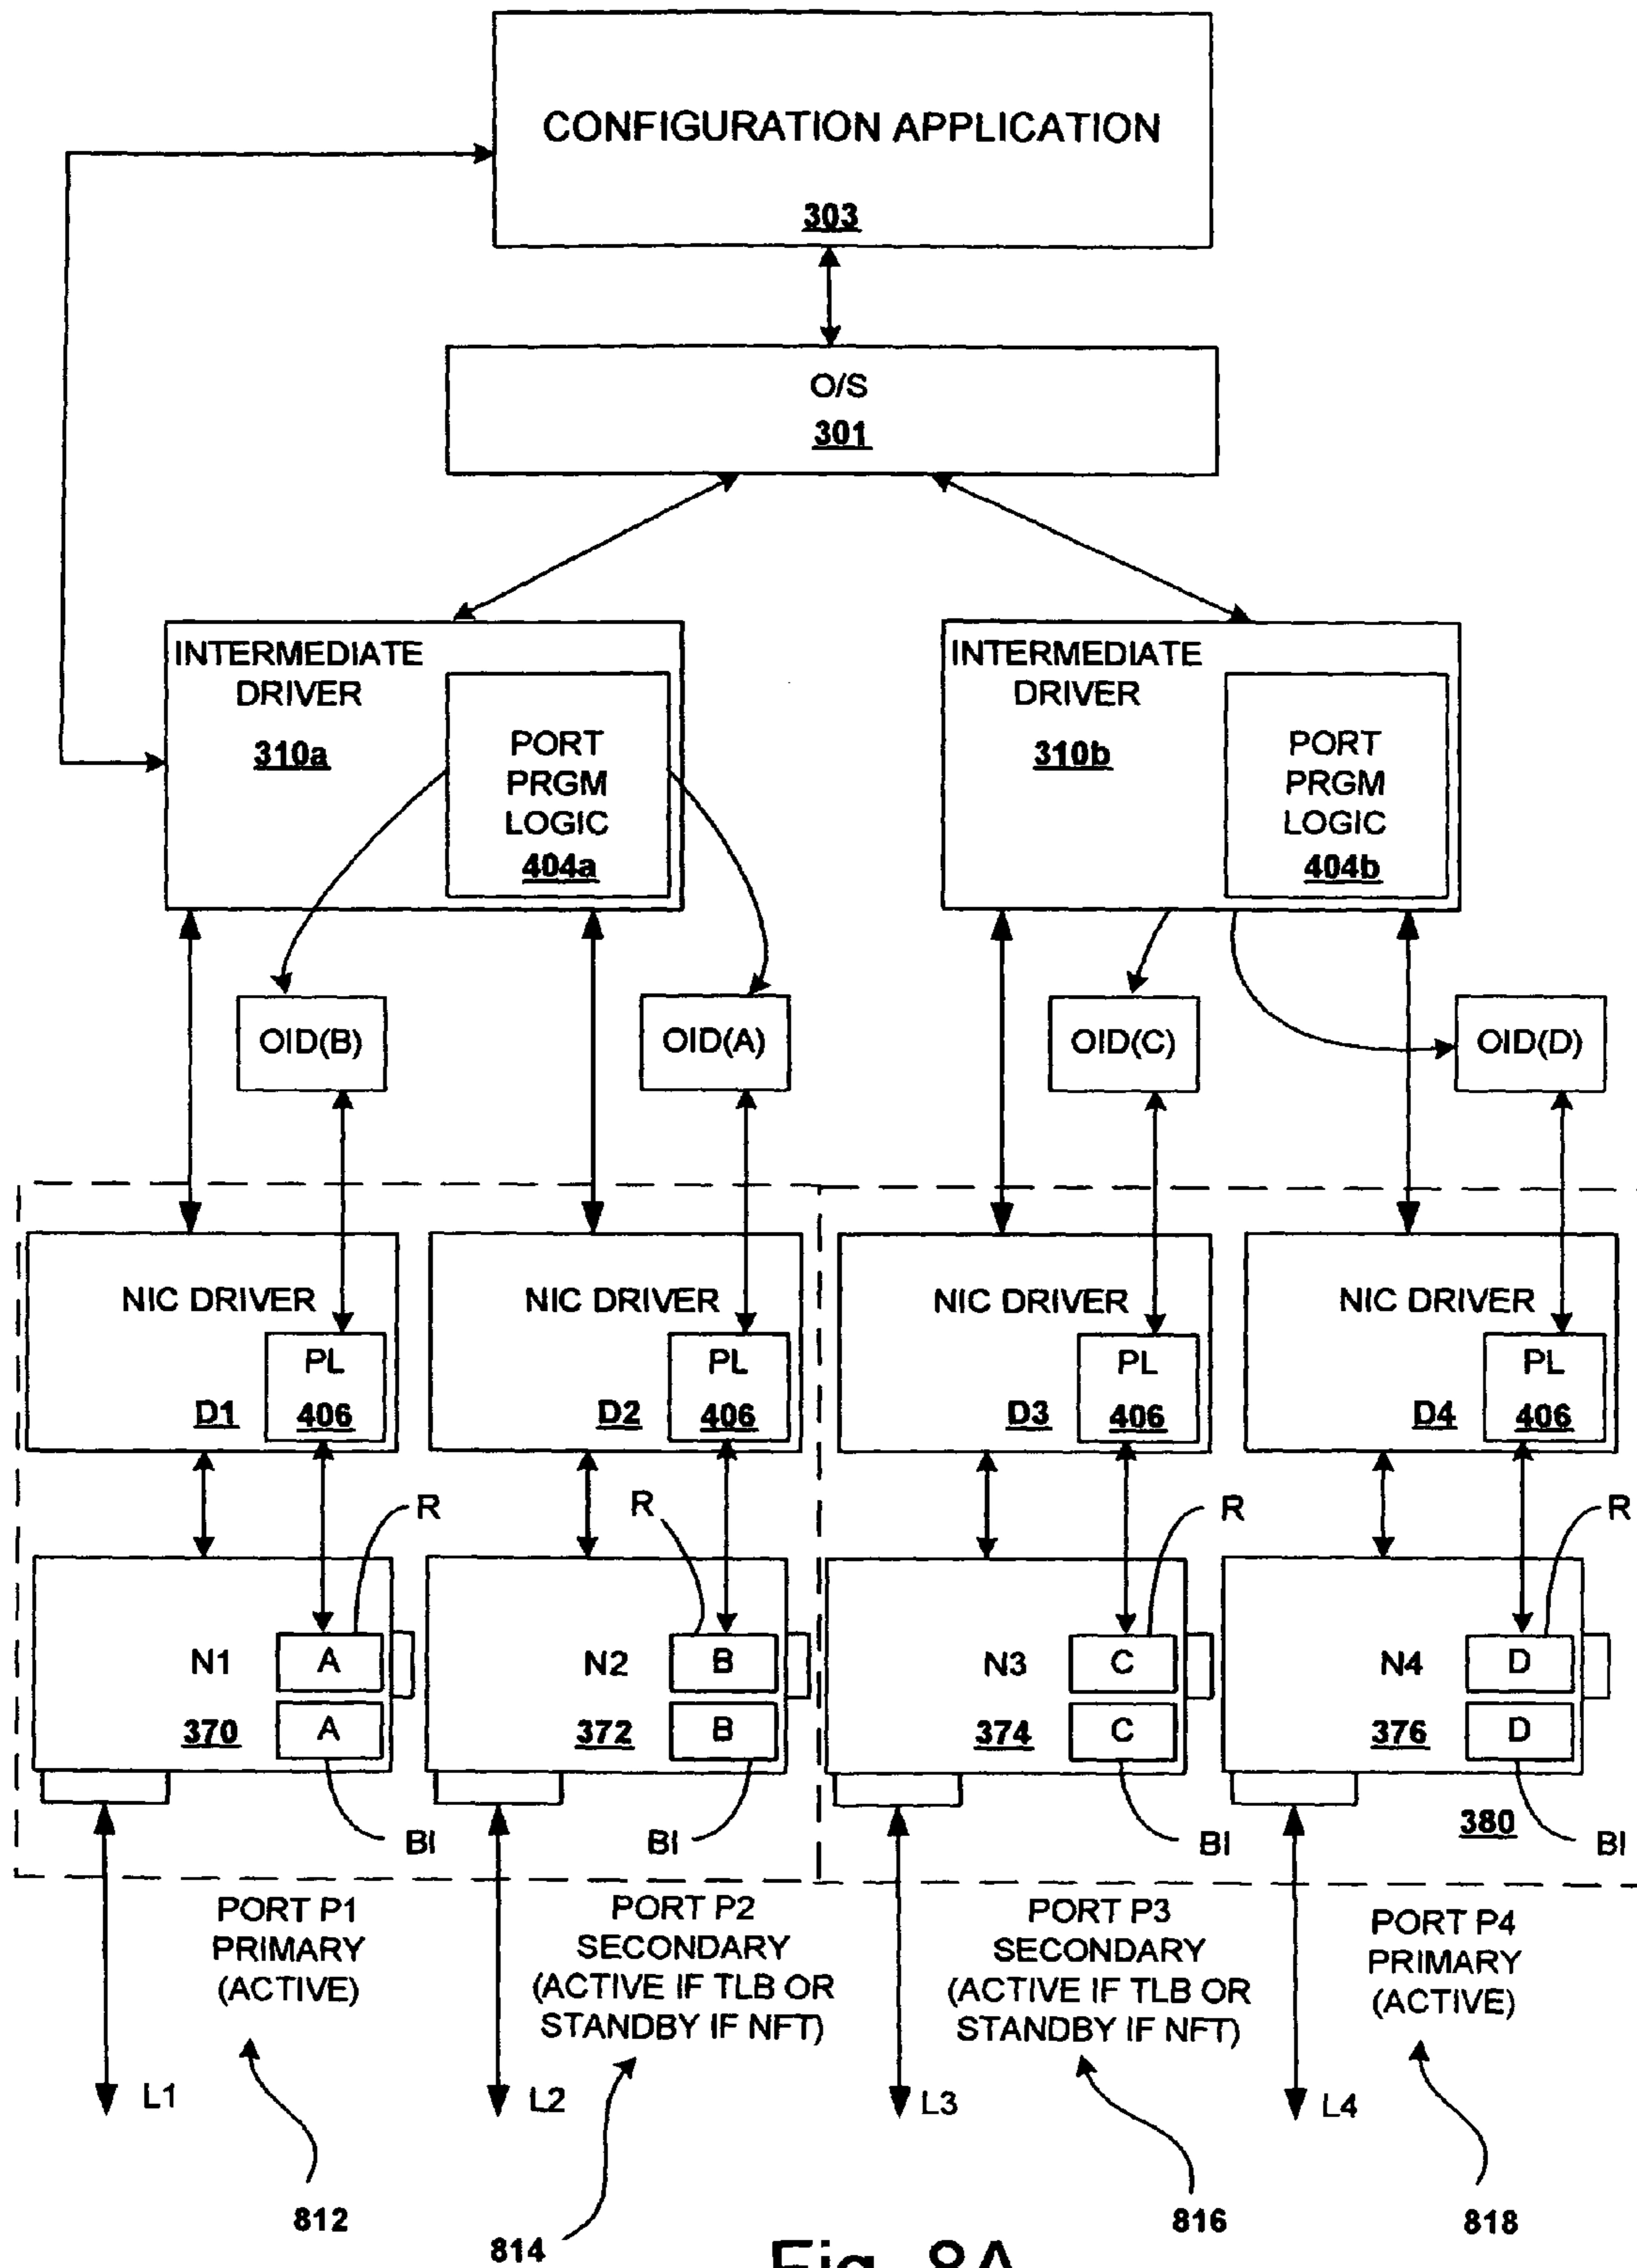 CONFIGURATION APPLICATION
303
O/S
301
INTERMEDIATE
DRIVER
310a
PORT
PRGM
LOGIC
404a
INTERMEDIATE
DRIVER
310b
PORT
PRGM
LOGIC
404b
OID(B)
OID(A)
OID(C)
OID(D)
NIC DRIVER
PL
D1
406
NIC DRIVER
PL
D2
406
NIC DRIVER
PL
D3
406
NIC DRIVER
PL
D4
406
R
R
R
R
N1
A
370
A
N2
B
372
B
N3
C
374
C
N4
D
376
D
BI
BI
BI
380
BI
PORT P1
PRIMARY
(ACTIVE)
PORT P2
SECONDARY
(ACTIVE IF TLB OR
STANDBY IF NFT)
PORT P3
SECONDARY
(ACTIVE IF TLB OR
STANDBY IF NFT)
PORT P4
PRIMARY
(ACTIVE)
L1
L2
L3
L4
812
814
816
818
Fig. 8A